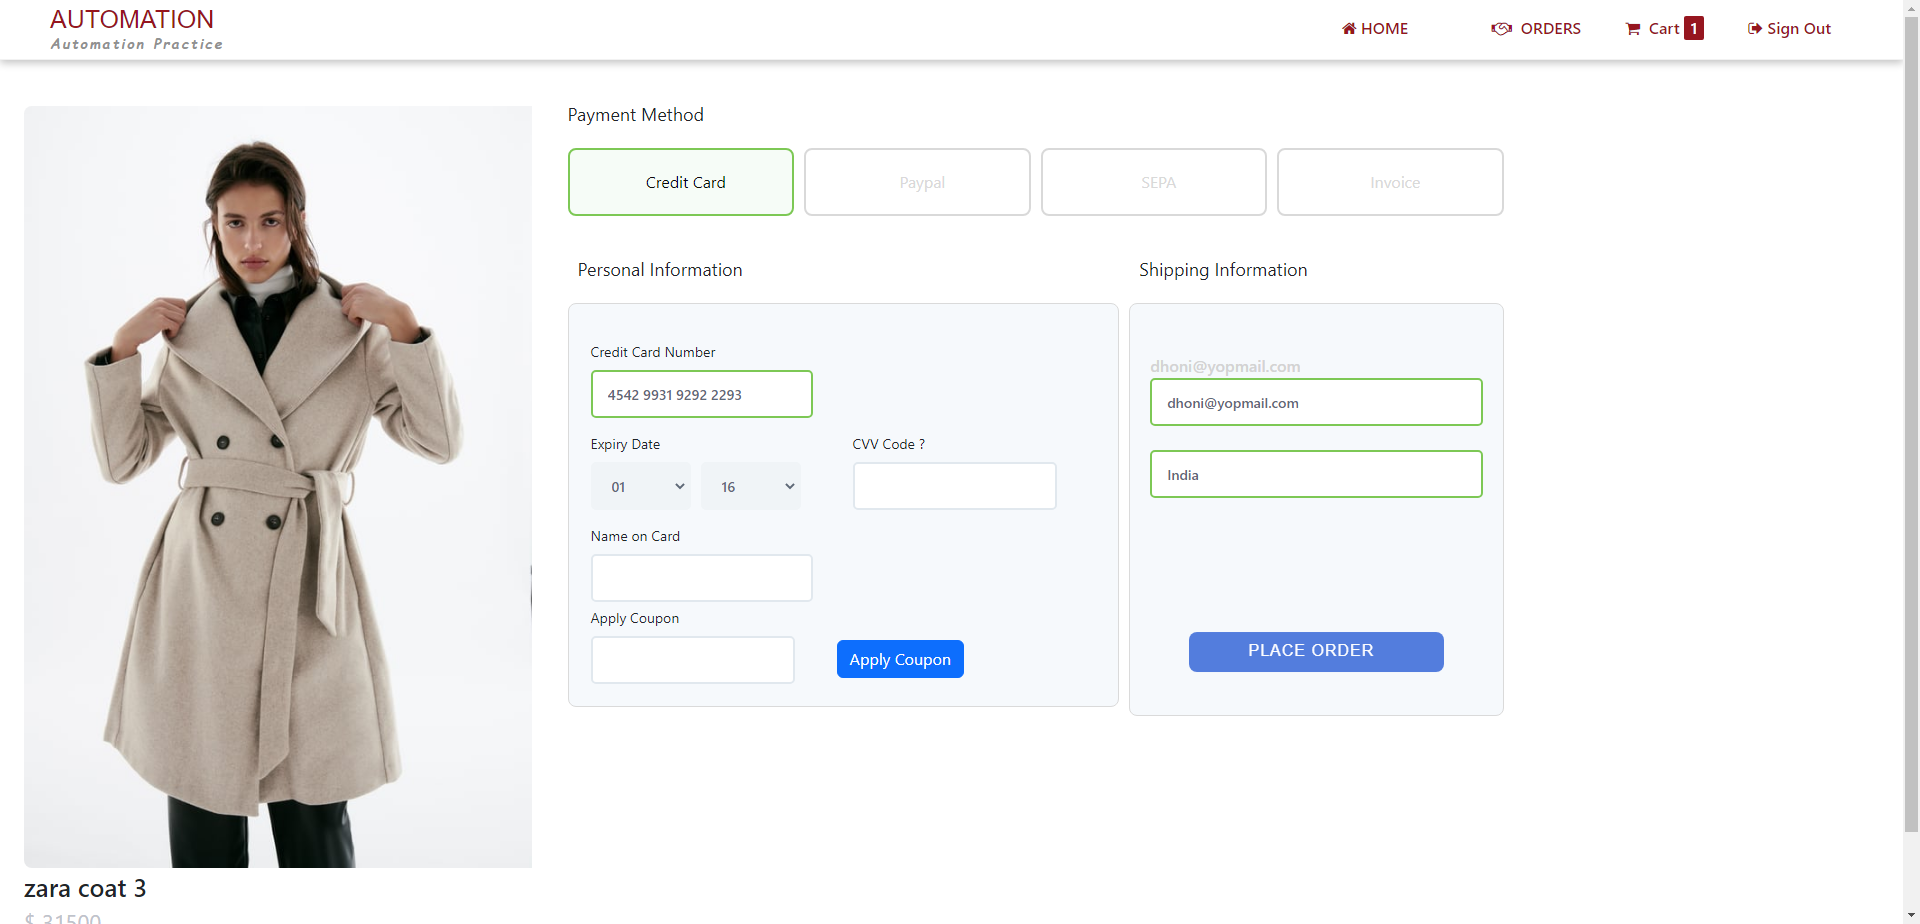 AUTOMATION
Automation Practice
HOME
ORDERS
Cart 1
Sign Out
Payment Method
Credit Card
Paypal
SEPA
Invoice
Personal Information
Credit Card Number
4542 9931 9292 2293
Expiry Date
CVV Code ?
01
16
Name on Card
Apply Coupon
Apply Coupon
Shipping Information
dhoni@yopmail.com
dhoni@yopmail.com
India
PLACE ORDER
zara coat 3
$ 31500